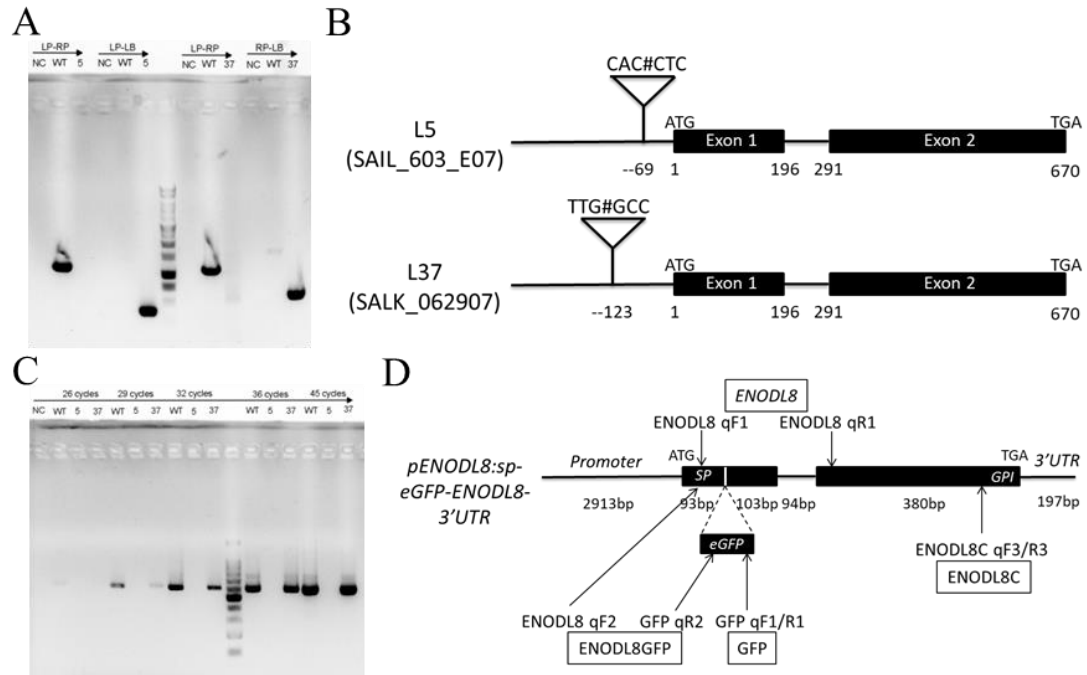 A
LP-RP LP-LB LP-RP RP-LB
NC WT 5 NC WT 5 NC WT 37 NC WT 37
B
CAC#CTC
L5
(SAIL_603_E07)
ATG TGA
Exon 1 Exon 2
--69 1 196 291 670
TTG#GCC
L37
(SALK_062907)
ATG TGA
Exon 1 Exon 2
--123 1 196 291 670
C
26 cycles 29 cycles 32 cycles 36 cycles 45 cycles
NC WT 5 37 WT 5 37 WT 5 37 WT 5 37 WT 5 37
D
ENODL8
ENODL8 qF1 ENODL8 qR1
pENODL8:sp-
eGFP-ENODL8-
3'UTR
Promoter ATG SP TGA GPI 3'UTR
2913bp 93bp 103bp 94bp 380bp 197bp
eGFP
ENODL8C qF3/R3
ENODL8C
ENODL8 qF2 GFP qR2 GFP qF1/R1
ENODL8GFP GFP